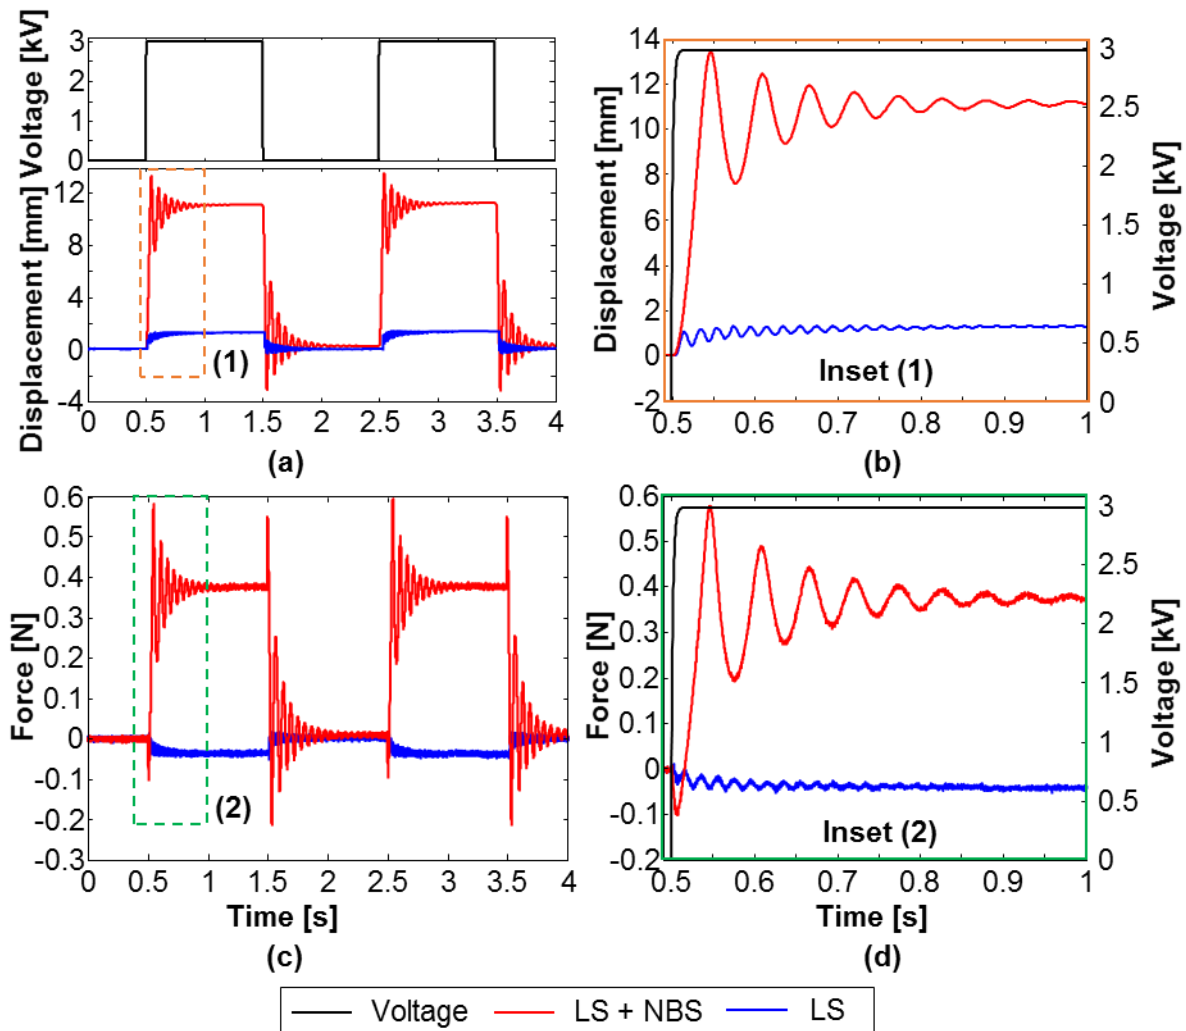 Voltage [kV]
3
2
1
0
Displacement [mm]
12
8
4
0
-4
(1)
0 0.5 1 1.5 2 2.5 3 3.5 4
(a)
Displacement [mm]
14
12
10
8
6
4
2
0
-2
Inset (1)
3
2.5
2
1.5
1
0.5
0
Voltage [kV]
0.5 0.6 0.7 0.8 0.9 1
(b)
Force [N]
0.6
0.5
0.4
0.3
0.2
0.1
0
-0.1
-0.2
-0.3
(2)
0 0.5 1 1.5 2 2.5 3 3.5 4
Time [s]
(c)
Force [N]
0.6
0.5
0.4
0.3
0.2
0.1
0
-0.1
-0.2
Inset (2)
3
2.5
2
1.5
1
0.5
0
Voltage [kV]
0.5 0.6 0.7 0.8 0.9 1
Time [s]
(d)
Voltage LS + NBS LS